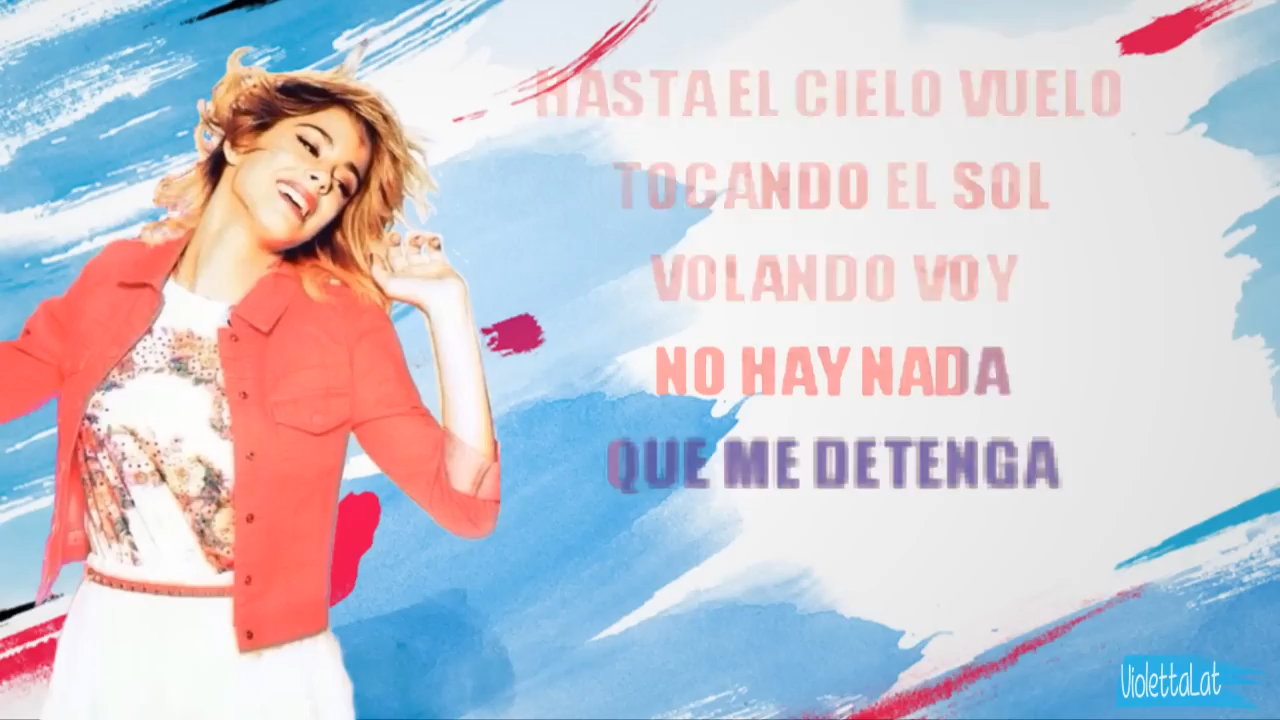 HASTA EL CIELO VUELO
TOCANDO EL SOL
VOLANDO VOY
NO HAY NADA
QUE ME DETENGA
ViolettaLat